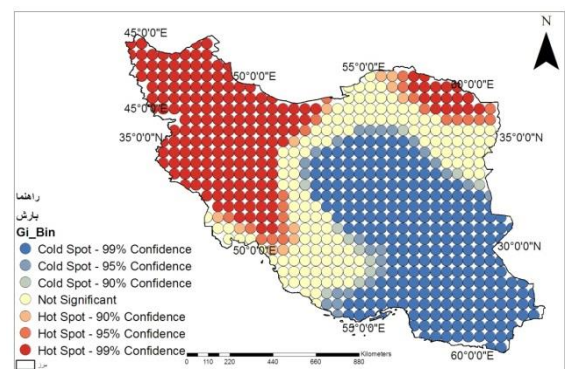 N
45°0'0"E
50°0'0"E
55°0'0"E
60°0'0"E
45°0'0"E
35°0'0"N
35°0'0"N
30°0'0"N
50°0'0"E
55°0'0"E
60°0'0"E
راهنما
بارش
Gi_Bin
Cold Spot - 99% Confidence
Cold Spot - 95% Confidence
Cold Spot - 90% Confidence
Not Significant
Hot Spot - 90% Confidence
Hot Spot - 95% Confidence
Hot Spot - 99% Confidence
Kilometers
0 110 220 440 660 880
مرز